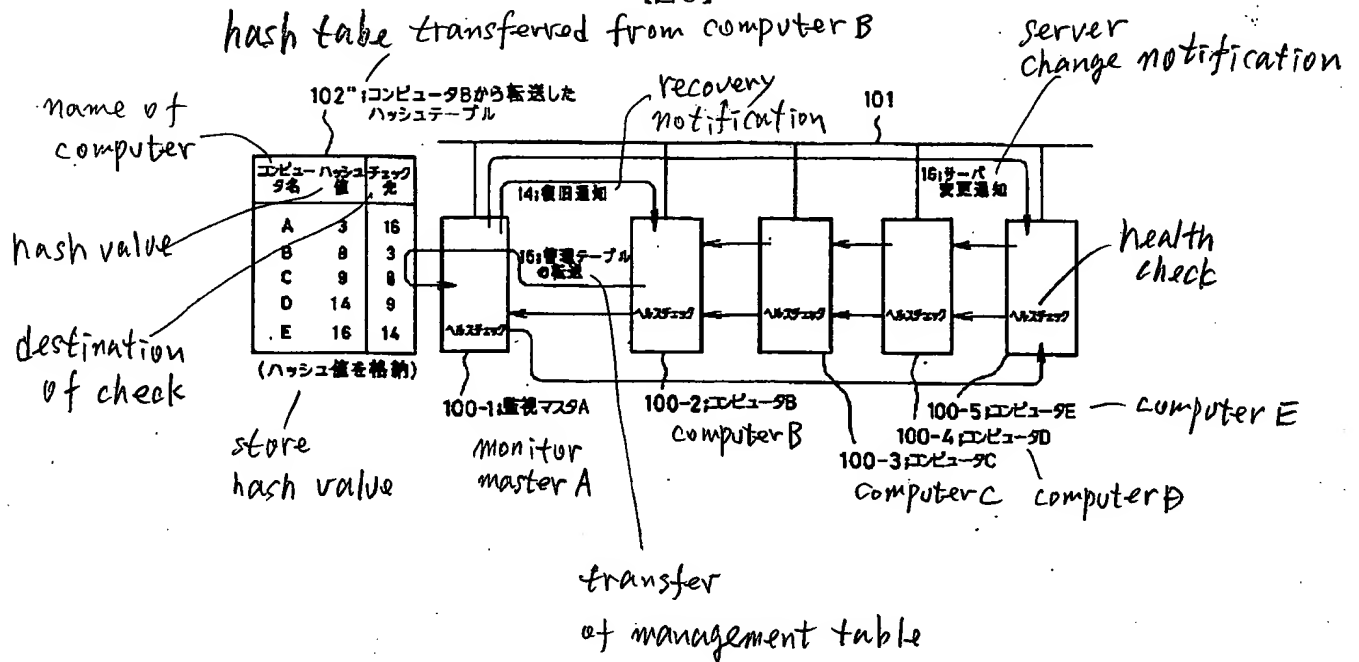 hash tabe transferred from computer B
server
change notification
name of
computer
102";コンピュータBから転送した
ハッシュテーブル
recovery
notification
101
コンピュー ハッシュ チェック
タ名 値 先
A 3 16
B 8 3
C 9 8
D 14 9
E 16 14
(ハッシュ値を格納)
hash value
destination
of check
store
hash value
14;復旧通知
15;管理テーブル
の転送
16;サーバ
変更通知
health
check
ヘルスチェック
ヘルスチェック
ヘルスチェック
ヘルスチェック
ヘルスチェック
100-1;監視マスタA
monitor
master A
100-2;コンピュータB
computer B
100-5;コンピュータE
computer E
100-4;コンピュータD
100-3;コンピュータC
computer C computer D
transfer
of management table